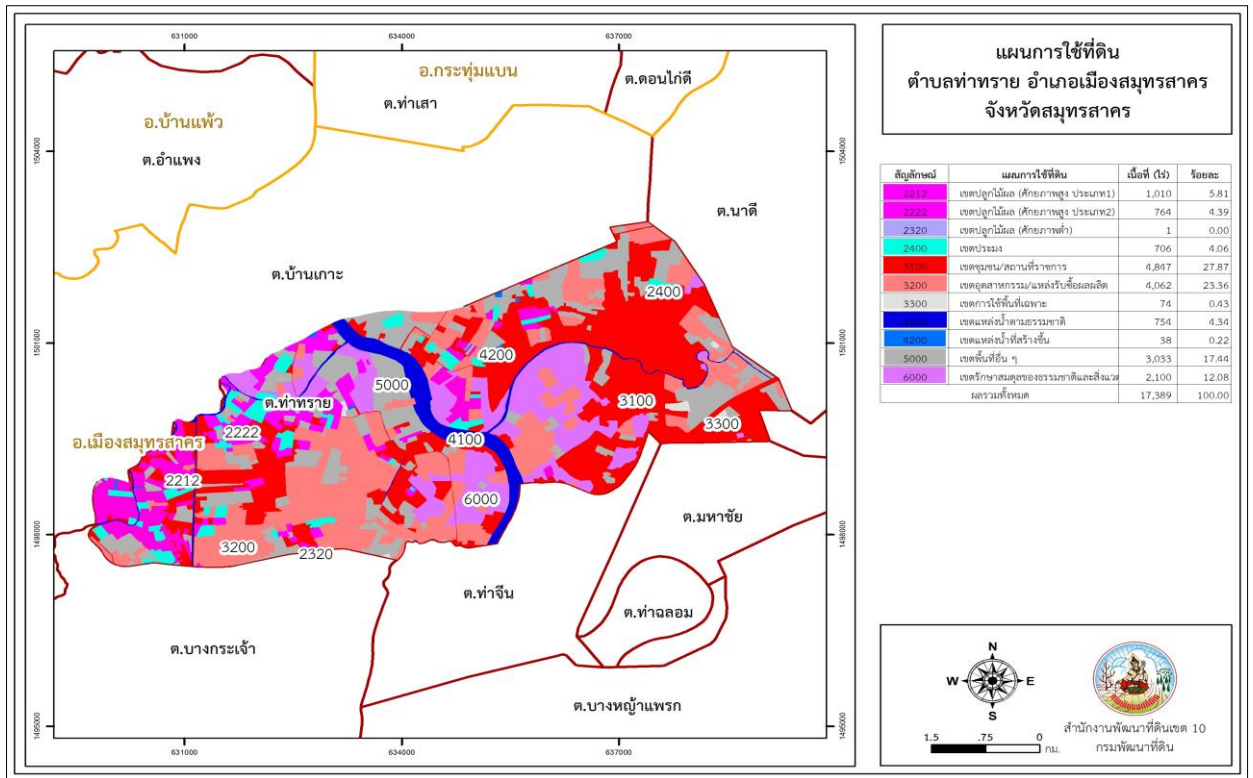 631000 634000 637000
อ.กระทุ่มแบน
ต.ดอนไก่ดี
ต.ท่าเสา
อ.บ้านแพ้ว
ต.อำแพง
1504000 1504000
ต.นาดี
ต.บ้านเกาะ
2400
1501000 1501000
4200
5000
ต.ท่าทราย
3100
3300
2222
4100
อ.เมืองสมุทรสาคร
2212
6000
ต.มหาชัย
1498000 1498000
3200
2320
ต.ท่าจีน
ต.ท่าฉลอม
ต.บางกระเจ้า
ต.บางหญ้าแพรก
1495000 1495000
631000 634000 637000
แผนการใช้ที่ดิน
ตำบลท่าทราย อำเภอเมืองสมุทรสาคร
จังหวัดสมุทรสาคร
สัญลักษณ์ แผนการใช้ที่ดิน เนื้อที่ (ไร่) ร้อยละ
2212 เขตปลูกไม้ผล (ศักยภาพสูง ประเภท1) 1,010 5.81
2222 เขตปลูกไม้ผล (ศักยภาพสูง ประเภท2) 764 4.39
2320 เขตปลูกไม้ผล (ศักยภาพต่ำ) 1 0.00
2400 เขตประมง 706 4.06
3100 เขตชุมชน/สถานที่ราชการ 4,847 27.87
3200 เขตอุตสาหกรรม/แหล่งรับซื้อผลผลิต 4,062 23.36
3300 เขตการใช้พื้นที่เฉพาะ 74 0.43
เขตแหล่งน้ำตามธรรมชาติ 754 4.34
4200 เขตแหล่งน้ำที่สร้างขึ้น 38 0.22
5000 เขตพื้นที่อื่น ๆ 3,033 17.44
6000 เขตรักษาสมดุลของธรรมชาติและสิ่งแวด 2,100 12.08
ผลรวมทั้งหมด 17,389 100.00
N
W E
S
1.5 .75 0
กม.
สำนักงานพัฒนาที่ดินเขต 10
กรมพัฒนาที่ดิน